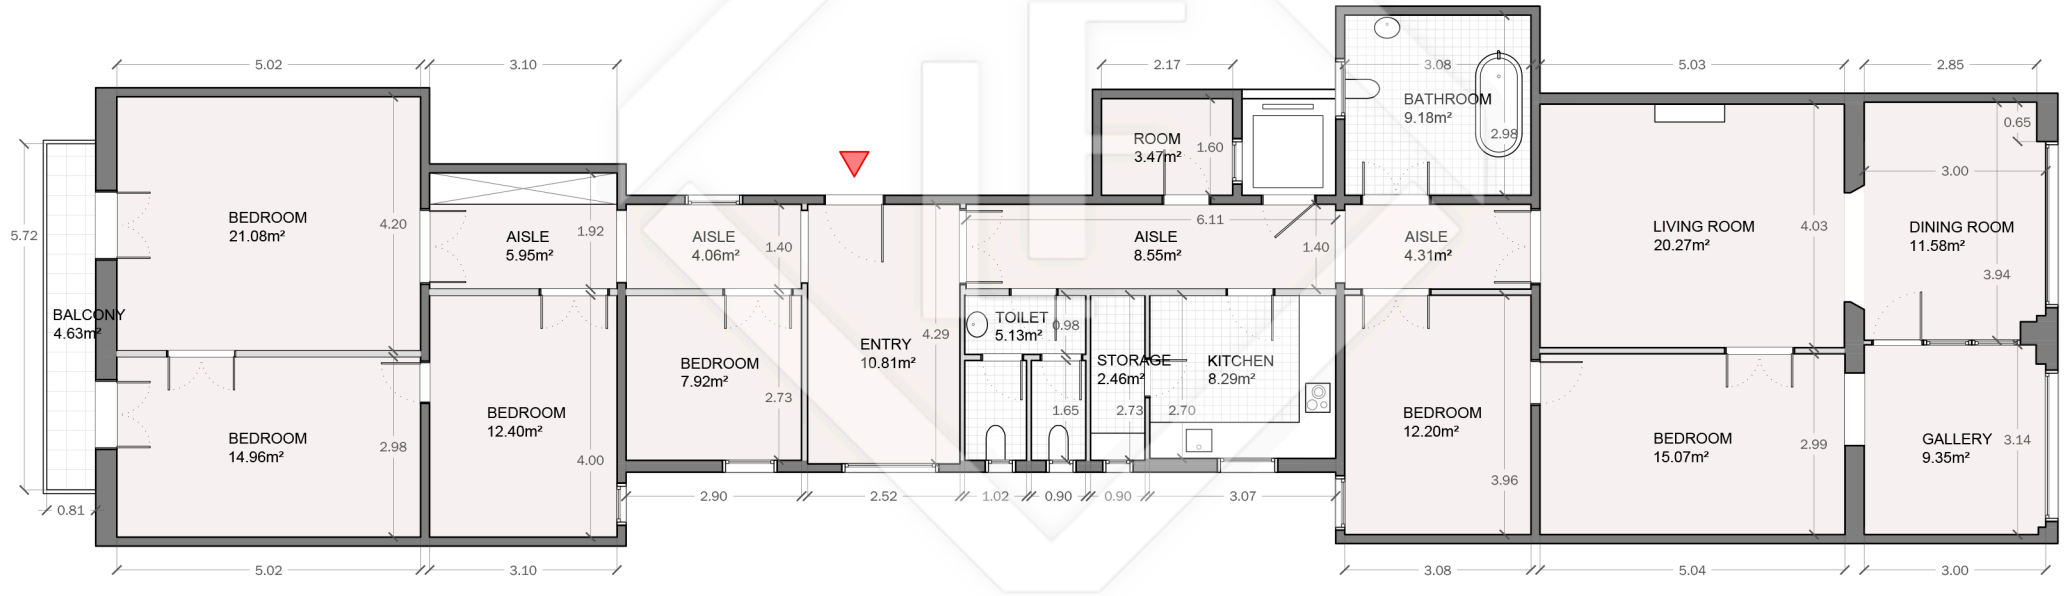 5.02
3.10
2.17
3.08
5.03
2.85
BATHROOM
9.18m²
2.98
0.65
ROOM
3.47m²
1.60
3.00
BEDROOM
21.08m²
4.20
5.72
AISLE
5.95m²
1.92
AISLE
4.06m²
1.40
6.11
AISLE
8.55m²
1.40
AISLE
4.31m²
LIVING ROOM
20.27m²
4.03
DINING ROOM
11.58m²
3.94
BALCONY
4.63m²
TOILET
5.13m²
0.98
ENTRY
10.81m²
4.29
BEDROOM
7.92m²
2.73
STORAGE
2.46m²
2.73
KITCHEN
8.29m²
2.70
1.65
BEDROOM
14.96m²
2.98
BEDROOM
12.40m²
4.00
BEDROOM
12.20m²
3.96
BEDROOM
15.07m²
2.99
GALLERY
9.35m²
3.14
0.81
2.90
2.52
1.02
0.90
0.90
3.07
5.02
3.10
3.08
5.04
3.00